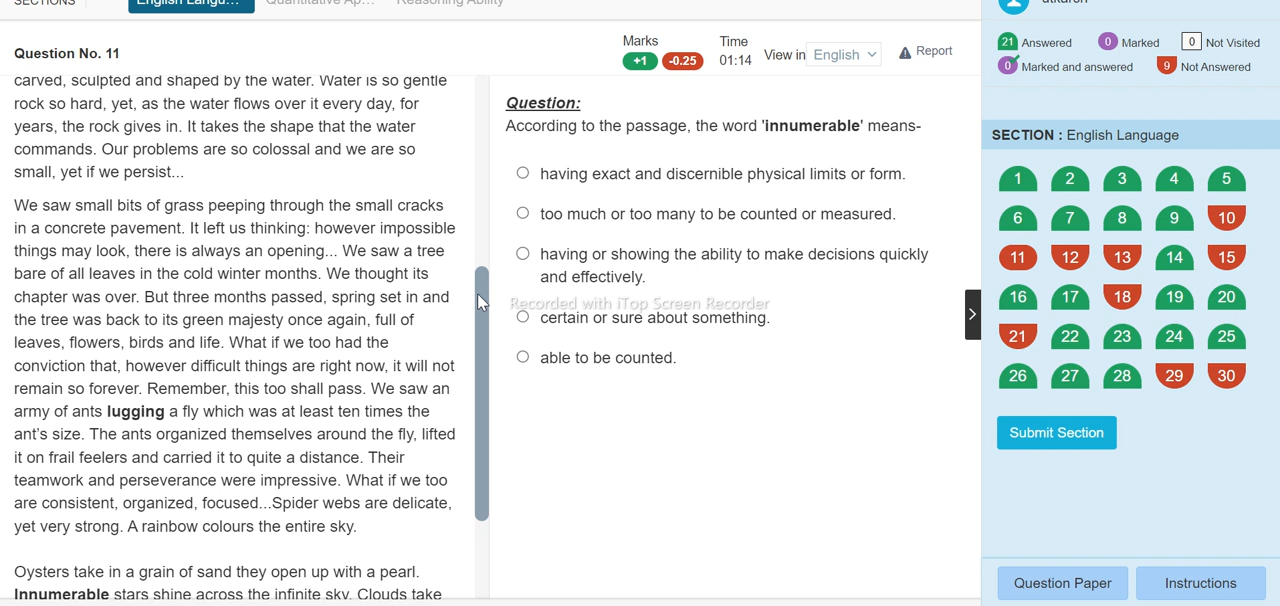 SECTIONS
English Langu...
Quantitative Ap...
Reasoning Ability
utkarsh
Question No. 11
Marks
+1
-0.25
Time
01:14
View in
English
Report
carved, sculpted and shaped by the water. Water is so gentle
rock so hard, yet, as the water flows over it every day, for
years, the rock gives in. It takes the shape that the water
commands. Our problems are so colossal and we are so
small, yet if we persist...
We saw small bits of grass peeping through the small cracks
in a concrete pavement. It left us thinking: however impossible
things may look, there is always an opening... We saw a tree
bare of all leaves in the cold winter months. We thought its
chapter was over. But three months passed, spring set in and
the tree was back to its green majesty once again, full of
leaves, flowers, birds and life. What if we too had the
conviction that, however difficult things are right now, it will not
remain so forever. Remember, this too shall pass. We saw an
army of ants lugging a fly which was at least ten times the
ant's size. The ants organized themselves around the fly, lifted
it on frail feelers and carried it to quite a distance. Their
teamwork and perseverance were impressive. What if we too
are consistent, organized, focused...Spider webs are delicate,
yet very strong. A rainbow colours the entire sky.
Oysters take in a grain of sand they open up with a pearl.
Innumerable stars shine across the infinite sky. Clouds take
Question:
According to the passage, the word 'innumerable' means-
having exact and discernible physical limits or form.
too much or too many to be counted or measured.
having or showing the ability to make decisions quickly
and effectively.
Recorded with iTop Screen Recorder
certain or sure about something.
able to be counted.
21 Answered
0 Marked
0 Not Visited
0 Marked and answered
9 Not Answered
SECTION : English Language
1 2 3 4 5
6 7 8 9 10
11 12 13 14 15
16 17 18 19 20
21 22 23 24 25
26 27 28 29 30
Submit Section
Question Paper
Instructions